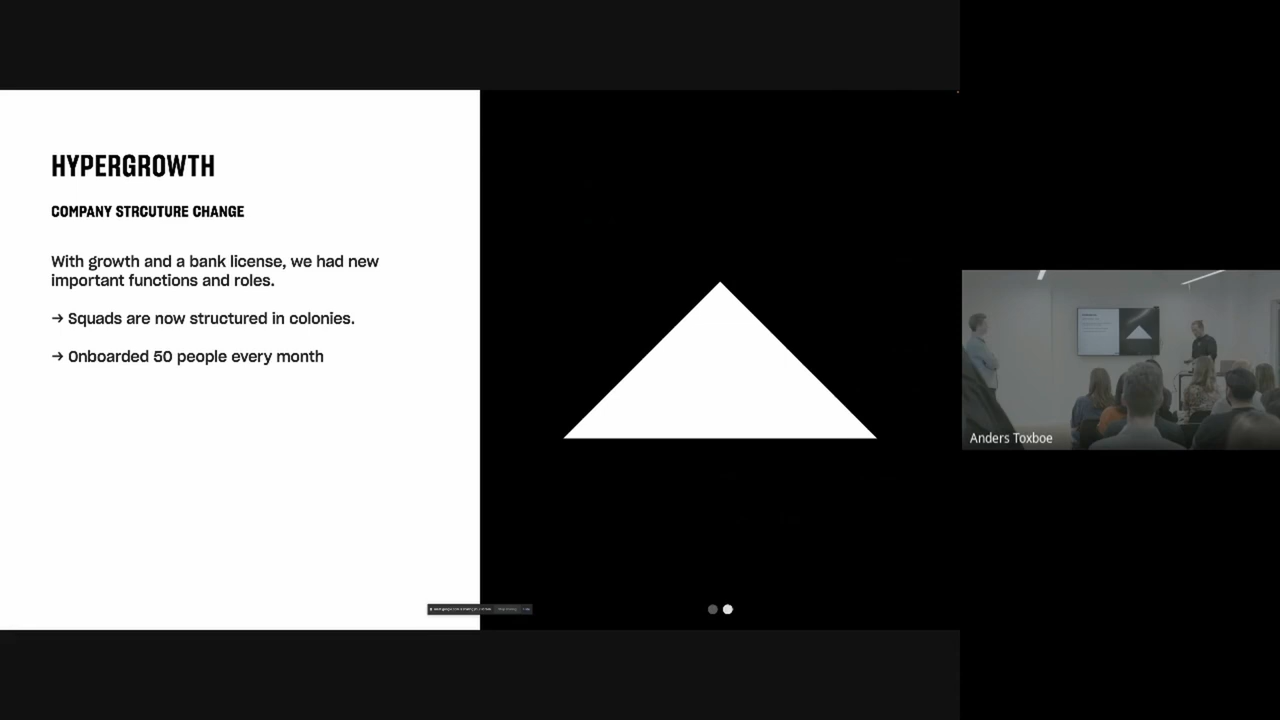 HYPERGROWTH
COMPANY STRCUTURE CHANGE
With growth and a bank license, we had new
important functions and roles.
→ Squads are now structured in colonies.
→ Onboarded 50 people every month
Anders Toxboe